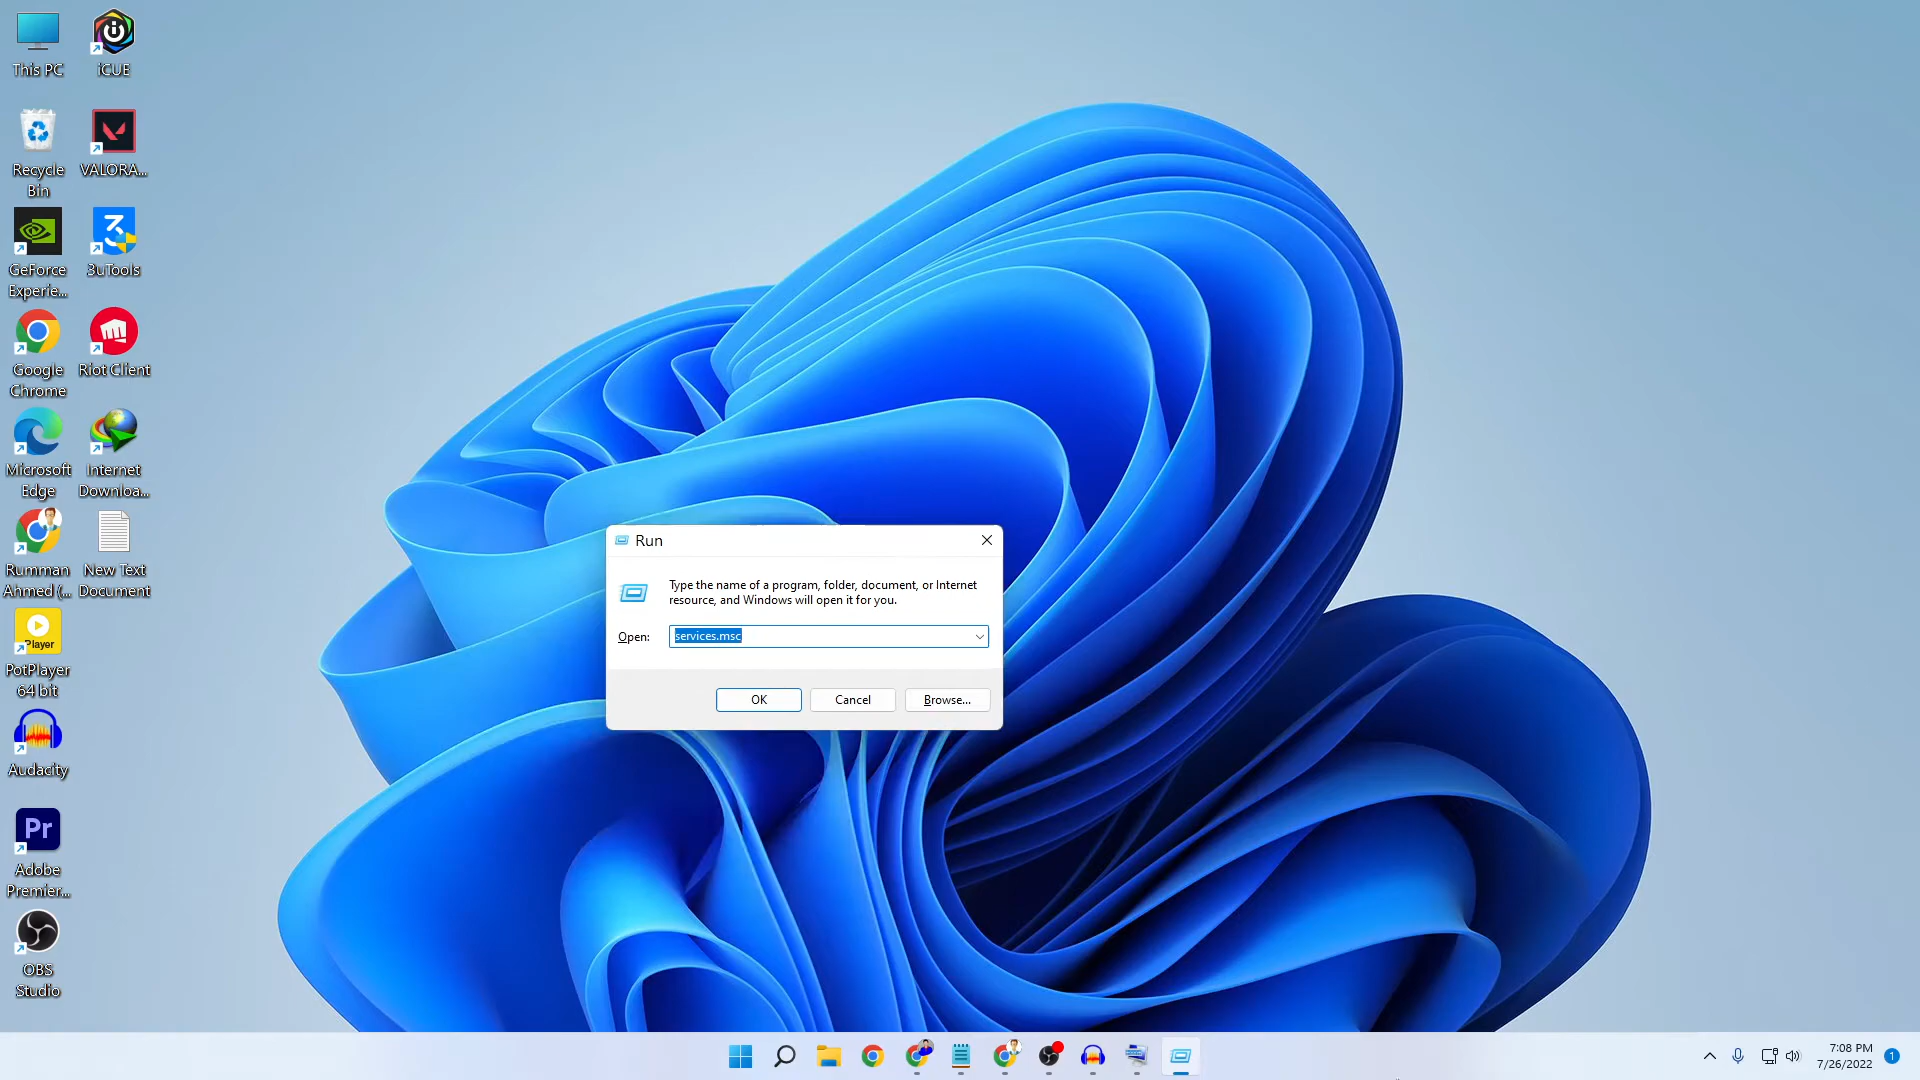 This PC
iCUE
Recycle
Bin
VALORA...
GeForce
Experie...
3uTools
Google
Chrome
Riot Client
Microsoft
Edge
Internet
Downloa...
Rumman
Ahmed (...
New Text
Document
Player
PotPlayer
64 bit
Audacity
Pr
Adobe
Premier...
OBS
Studio
Run
Type the name of a program, folder, document, or Internet
resource, and Windows will open it for you.
Open:
services.msc
OK
Cancel
Browse...
7:08 PM
7/26/2022
1